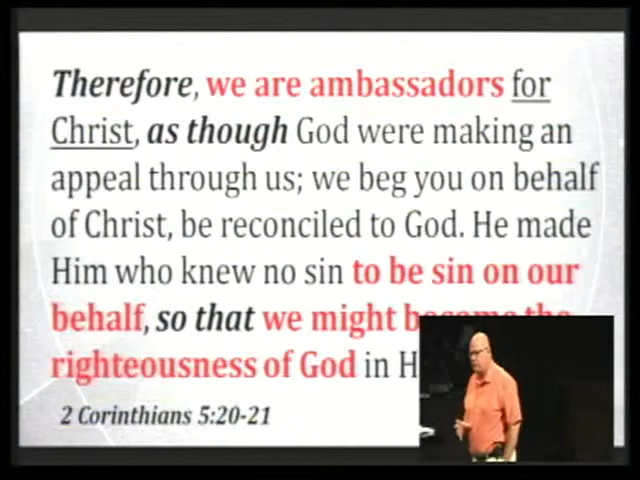 Therefore, we are ambassadors for
Christ, as though God were making an
appeal through us; we beg you on behalf
of Christ, be reconciled to God. He made
Him who knew no sin to be sin on our
behalf, so that we might become the
righteousness of God in
2 Corinthians 5:20-21